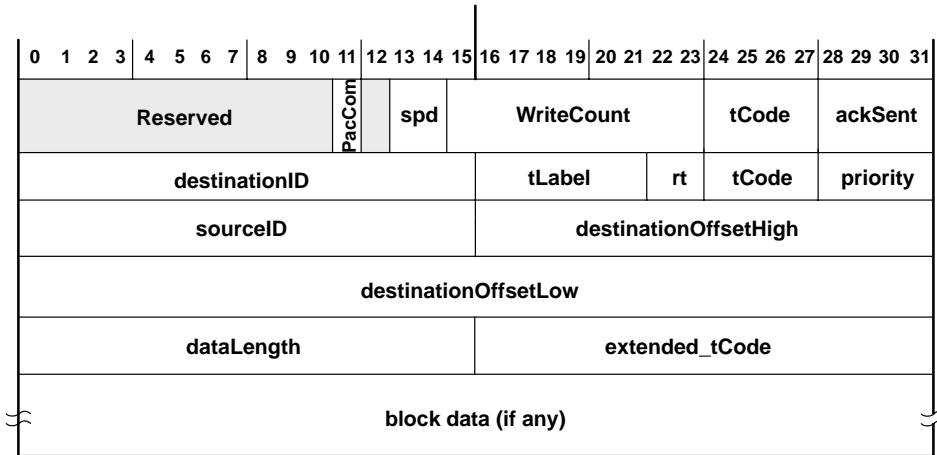 0 1 2 3 4 5 6 7 8 9 10 11 12 13 14 15 16 17 18 19 20 21 22 23 24 25 26 27 28 29 30 31
Reserved PacCom spd WriteCount tCode ackSent
destinationID tLabel rt tCode priority
sourceID destinationOffsetHigh
destinationOffsetLow
dataLength extended_tCode
block data (if any)